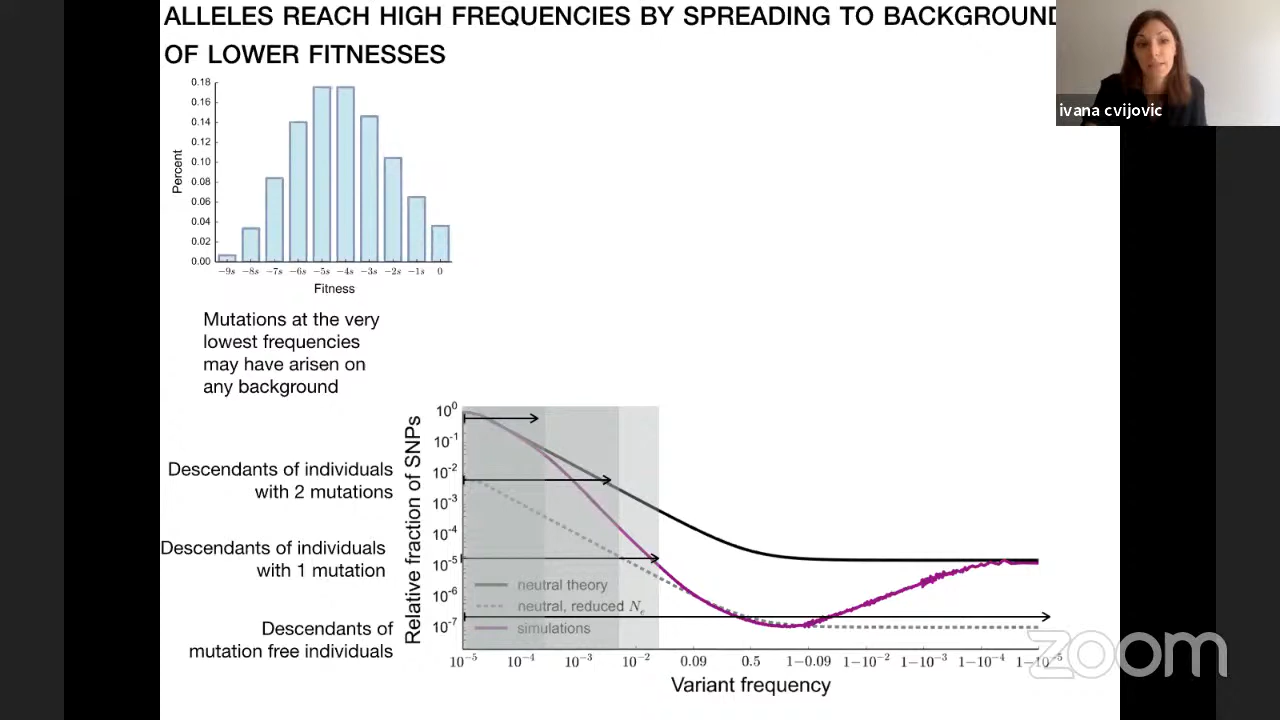 ALLELES REACH HIGH FREQUENCIES BY SPREADING TO BACKGROUND
OF LOWER FITNESSES
ivana cvijovic
0.18
0.16
0.14
0.12
0.10
0.08
0.06
0.04
0.02
0.00
Percent
−9s −8s −7s −6s −5s −4s −3s −2s −1s 0
Fitness
Mutations at the very
lowest frequencies
may have arisen on
any background
Descendants of individuals
with 2 mutations
Descendants of individuals
with 1 mutation
Descendants of
mutation free individuals
Relative fraction of SNPs
10⁰
10⁻¹
10⁻²
10⁻³
10⁻⁴
10⁻⁵
10⁻⁶
10⁻⁷
neutral theory
neutral, reduced Nₑ
simulations
10⁻⁵ 10⁻⁴ 10⁻³ 10⁻² 0.09 0.5 1−0.09 1−10⁻² 1−10⁻³ 1−10⁻⁴ 1−10⁻⁵
Variant frequency
zoom